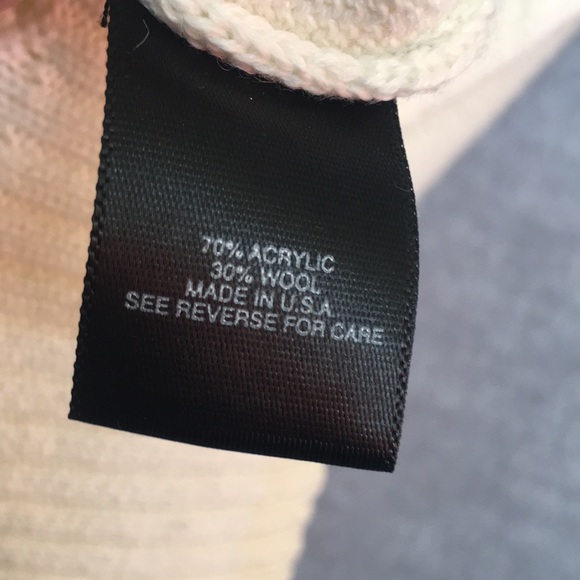 70% ACRYLIC
30% WOOL
MADE IN U.S.A.
SEE REVERSE FOR CARE